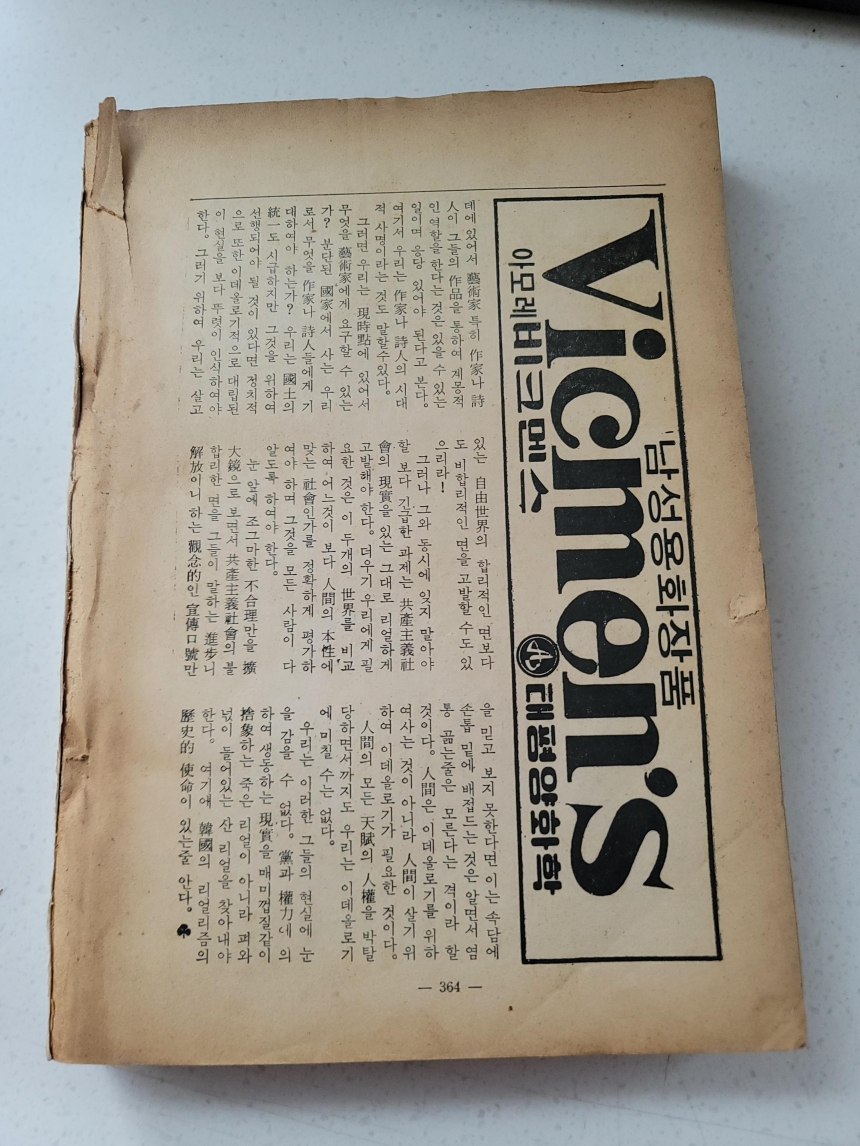 데에 있어서 藝術家 특히 作家나 詩
人이 그들의 作品을 통하여 계몽적
인 역할을 한다는 것은 있을 수 있는
일이며 응당 있어야 된다고 본다.
여기서 우리는 作家나 詩人의 시대
적 사명이라는 것도 말할수있다.
그러면 우리는 現時點에 있어서
무엇을 藝術家에게 요구할 수 있는
가? 분단된 國家에서 사는 우리
로서 무엇을 作家나 詩人들에게 기
대하여야 하는가? 우리는 國土의
統一도 시급하지만 그것을 위하여
선행되어야 될 것이 있다면 정치적
으로 또한 이데올로기적으로 대립된
이 현실을 보다 뚜렷이 인식하여야
한다. 그러기 위하여 우리는 살고
있는 自由世界의 합리적인 면보다
도 비합리적인 면을 고발할 수도 있
으리라!
그러나 그와 동시에 잊지 말아야
할 보다 긴급한 과제는 共產主義社
會의 現實을 있는 그대로 리얼하게
고발해야 한다. 더우기 우리에게 필
요한 것은 이 두개의 世界를 비교
하여 어느것이 보다 人間의 本性에
맞는 社會인가를 정확하게 평가하
여야 하며 그것을 모든 사람이 다
알도록 하여야 한다.
눈 앞에 조그마한 不合理만을 擴
大鏡으로 보면서 共產主義社會의 불
합리한 면을 그들이 말하는 進步니
解放이니 하는 觀念的인 宣傳口號만
을 믿고 보지 못한다면 이는 속담에
손톱 밑에 배접드는 것은 알면서 염
통 곪는줄은 모른다는 격이라 할
것이다. 人間은 이데올로기를 위하
여 사는 것이 아니라 人間이 살기 위
하여 이데올로기가 필요한 것이다.
人間의 모든 天賦의 人權을 박탈
당하면서까지도 우리는 이데올로기
에 미칠 수는 없다.
우리는 이러한 그들의 현실에 눈
을 감을 수 없다. 黨과 權力에 의
하여 생동하는 現實을 매미껍질같이
捨象하는 죽은 리얼이 아니라 피와
넋이 들어있는 산 리얼을 찾아내야
한다. 여기에 韓國의 리얼리즘의
歷史的 使命이 있는줄 안다. ♣
남성용화장품
Vicmen's
아모레 비크멘스
대평양화학
— 364 —